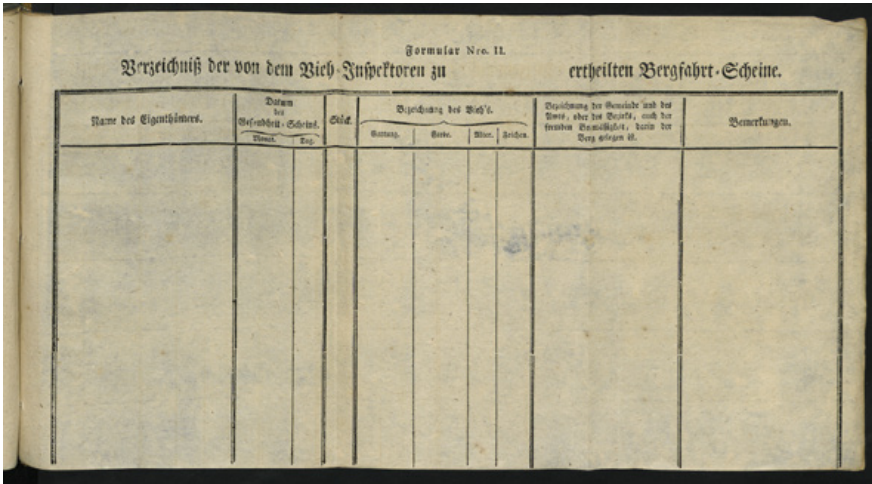 Formular Nro. II.
Verzeichniß der von dem Vieh-Inspektoren zu ertheilten Bergfahrt-Scheine.
Name des Eigenthümers.
Datum
des
Gesundheit-Scheins.
Monat. Tag.
Stück.
Bezeichnung des Vieh's.
Gattung. Farbe. Alter. Zeichen.
Bezeichnung der Gemeinde und des
Amts, oder des Bezirks, auch der
fremden Bothmäßigkeit, darin der
Berg gelegen ist.
Bemerkungen.